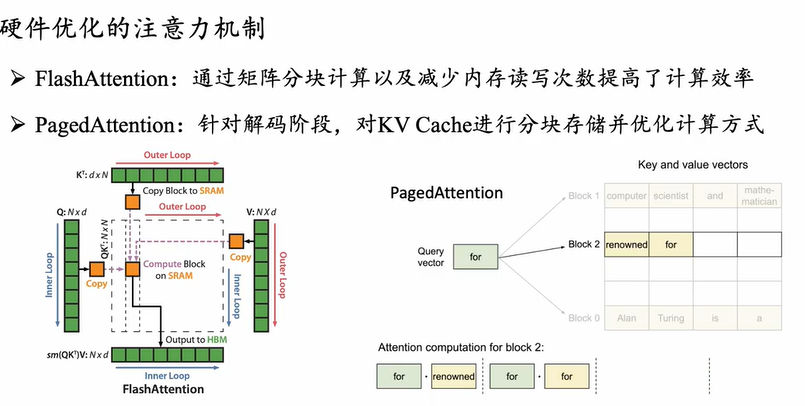 硬件优化的注意力机制
➢ FlashAttention：通过矩阵分块计算以及减少内存读写次数提高了计算效率
➢ PagedAttention：针对解码阶段，对KV Cache进行分块存储并优化计算方式
Outer Loop
Kᵀ: d x N
Copy Block to SRAM
Outer Loop
Q: N x d
V: N X d
QKᵀ: N x N
Copy
Compute Block
on SRAM
Copy
Inner Loop
Inner Loop
Outer Loop
Output to HBM
sm(QKᵀ)V: N x d
Inner Loop
FlashAttention
Key and value vectors
PagedAttention
Block 1
computer
scientist
and
mathe-
matician
Block 2
renowned
for
Query
vector
for
Block 0
Alan
Turing
is
a
Attention computation for block 2:
for · renowned
for · for